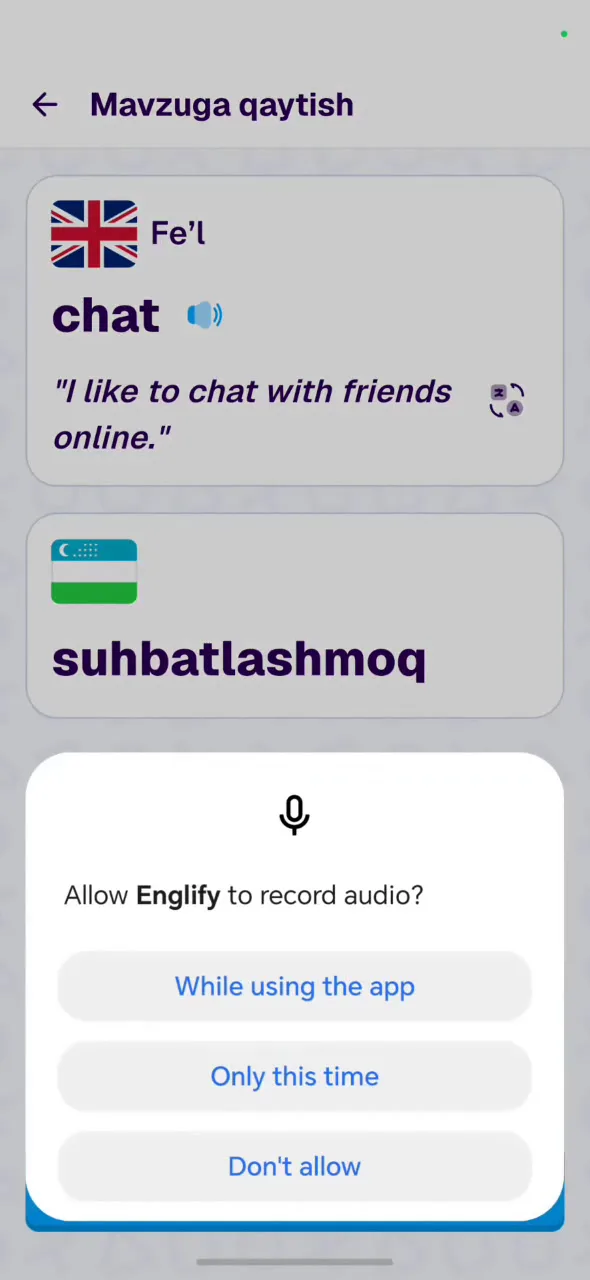 Mavzuga qaytish
Fe’l
chat
"I like to chat with friends
online."
suhbatlashmoq
Allow Englify to record audio?
While using the app
Only this time
Don't allow